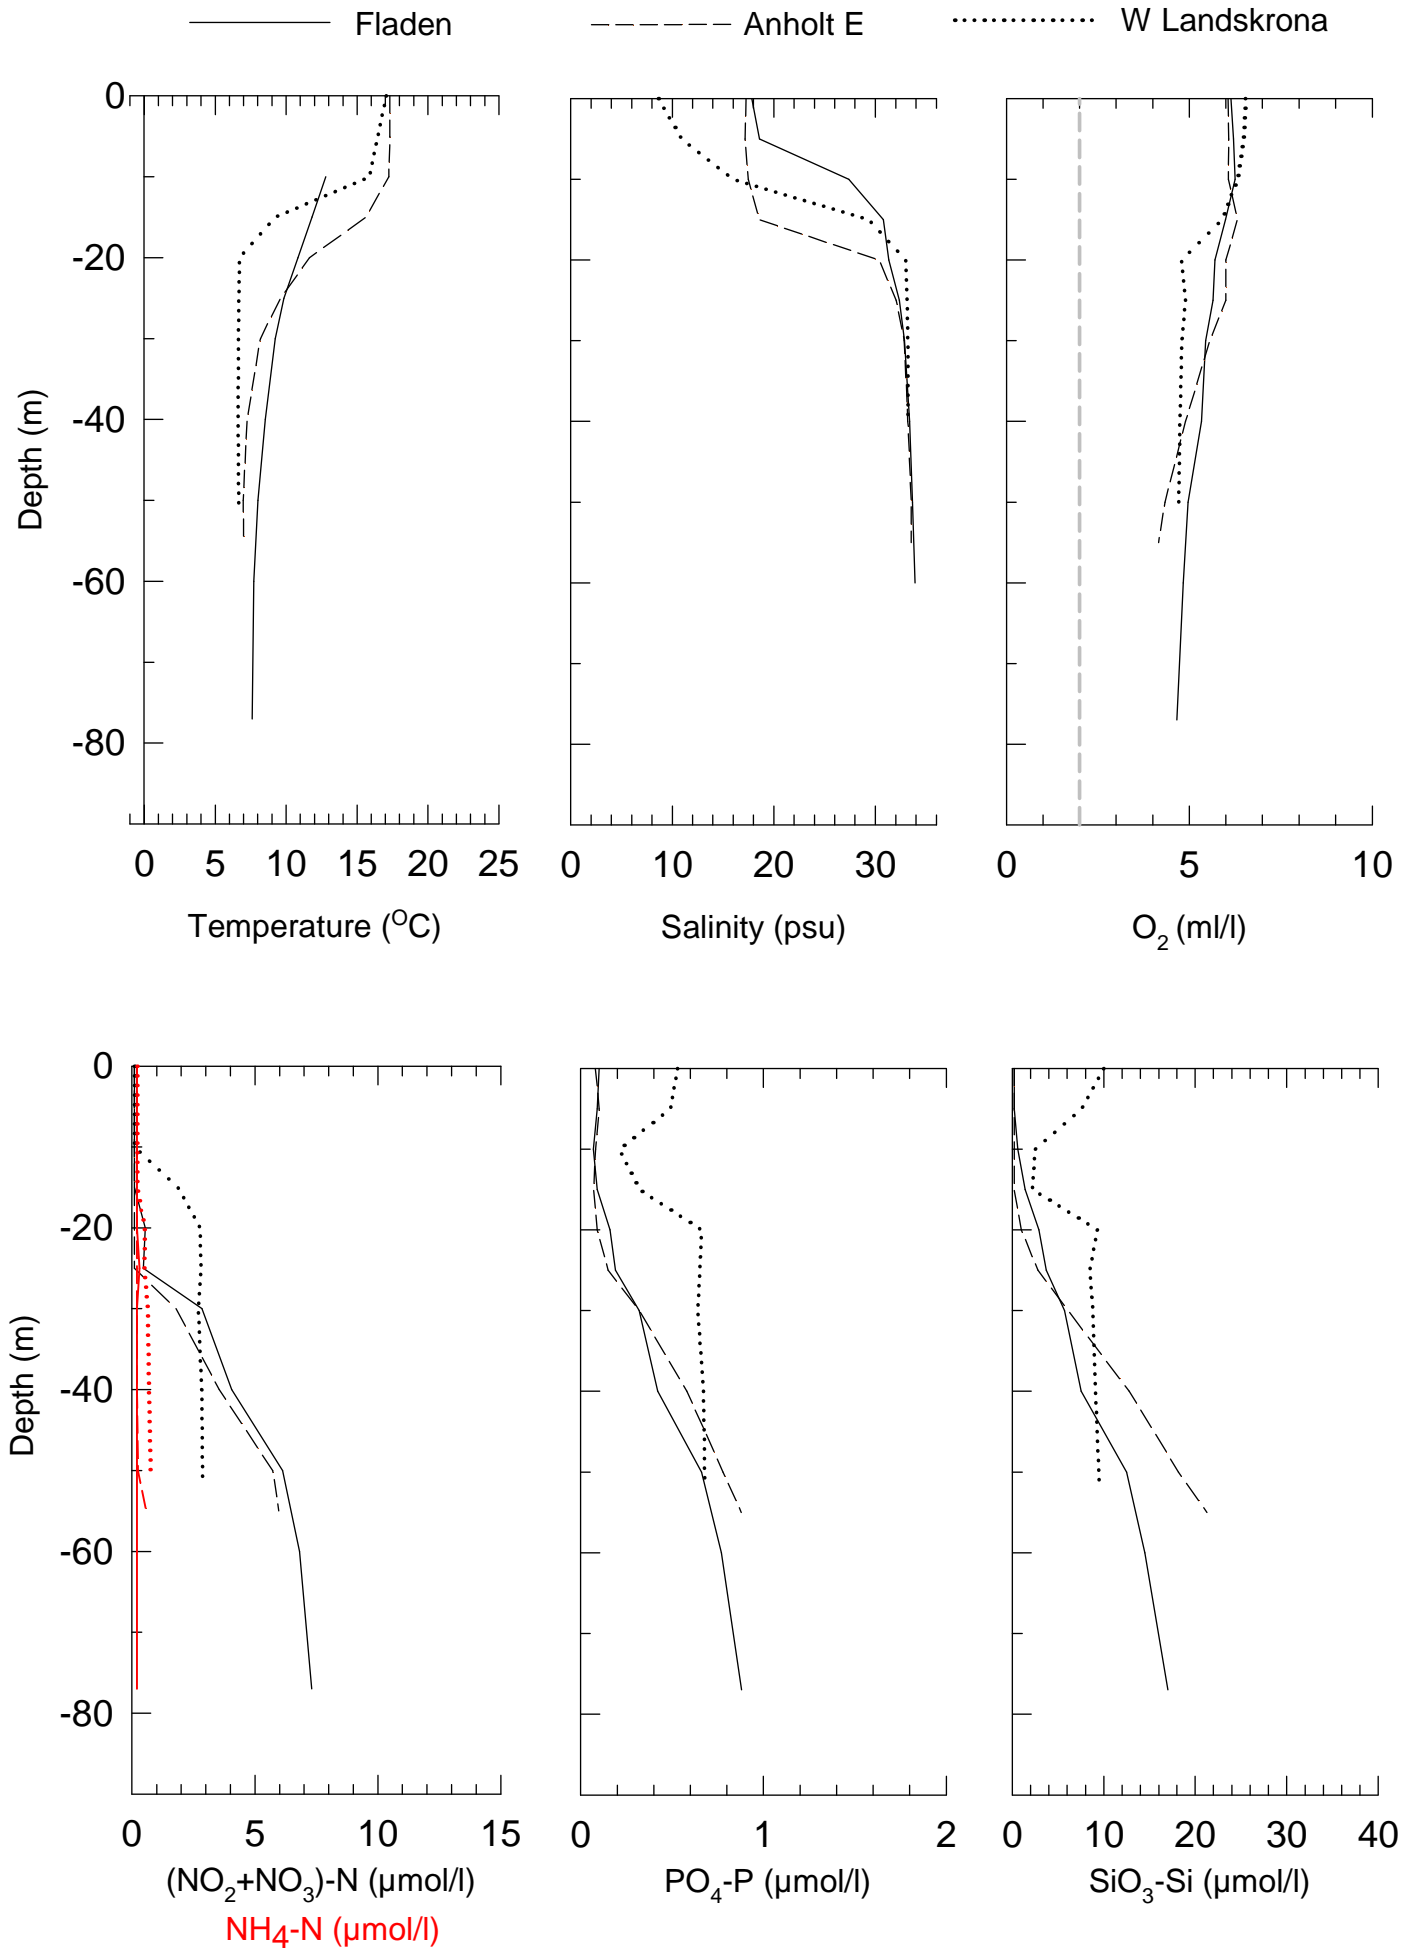 Fladen Anholt E W Landskrona
0
-20
-40
-60
-80
Depth (m)
0 5 10 15 20 25
Temperature (OC)
0 10 20 30
Salinity (psu)
0 5 10
O2 (ml/l)
0
-20
-40
-60
-80
Depth (m)
0 5 10 15
(NO2+NO3)-N (µmol/l)
NH4-N (µmol/l)
0 1 2
PO4-P (µmol/l)
0 10 20 30 40
SiO3-Si (µmol/l)